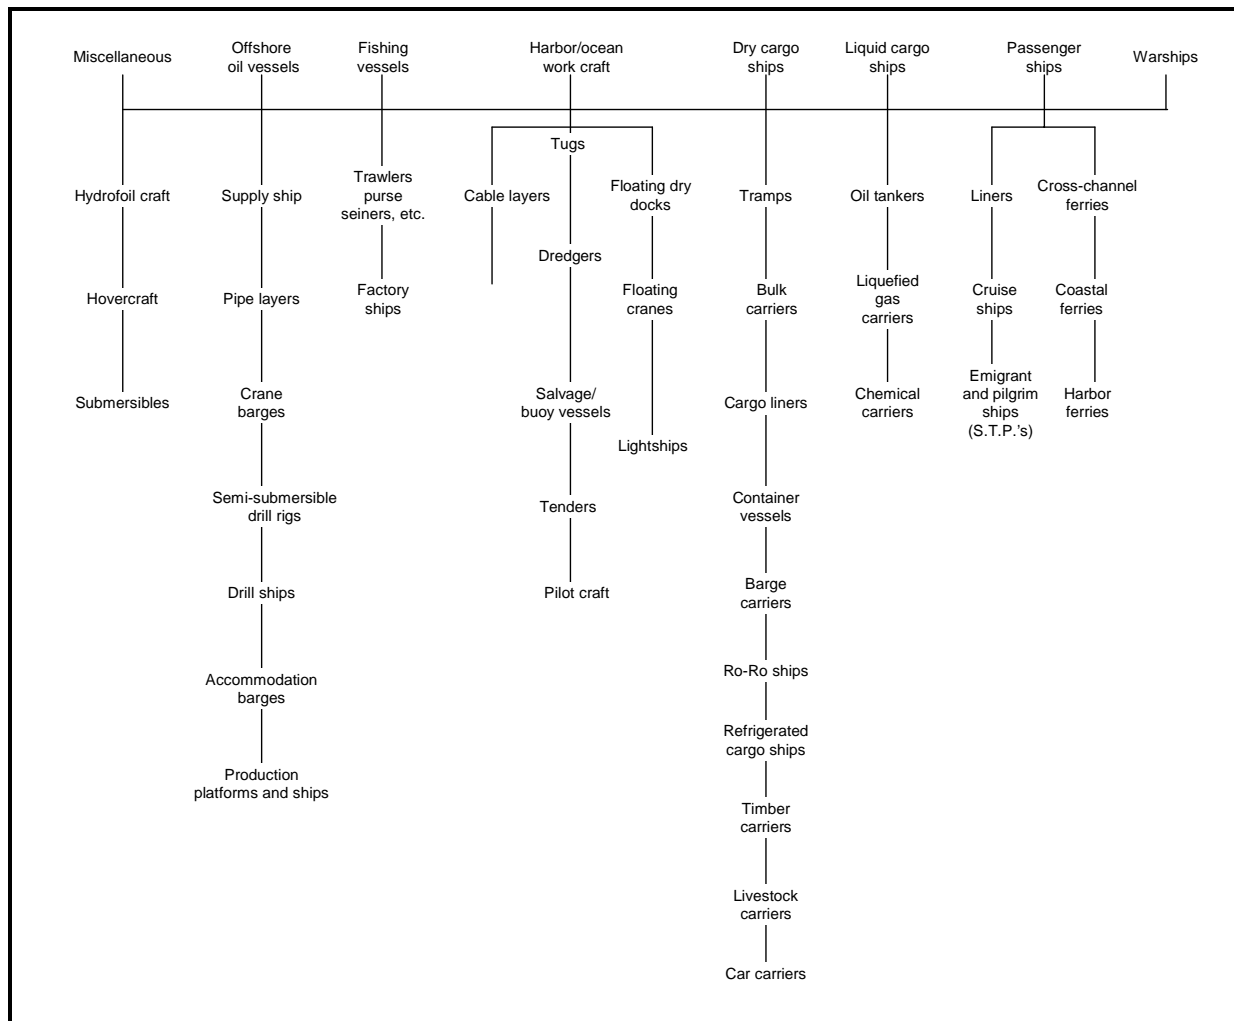 Miscellaneous
Offshore
oil vessels
Fishing
vessels
Harbor/ocean
work craft
Dry cargo
ships
Liquid cargo
ships
Passenger
ships
Warships
Hydrofoil craft
Hovercraft
Submersibles
Supply ship
Pipe layers
Crane
barges
Semi-submersible
drill rigs
Drill ships
Accommodation
barges
Production
platforms and ships
Trawlers
purse
seiners, etc.
Factory
ships
Cable layers
Tugs
Dredgers
Salvage/
buoy vessels
Tenders
Pilot craft
Floating dry
docks
Floating
cranes
Lightships
Tramps
Bulk
carriers
Cargo liners
Container
vessels
Barge
carriers
Ro-Ro ships
Refrigerated
cargo ships
Timber
carriers
Livestock
carriers
Car carriers
Oil tankers
Liquefied
gas
carriers
Chemical
carriers
Liners
Cruise
ships
Emigrant
and pilgrim
ships
(S.T.P.'s)
Cross-channel
ferries
Coastal
ferries
Harbor
ferries